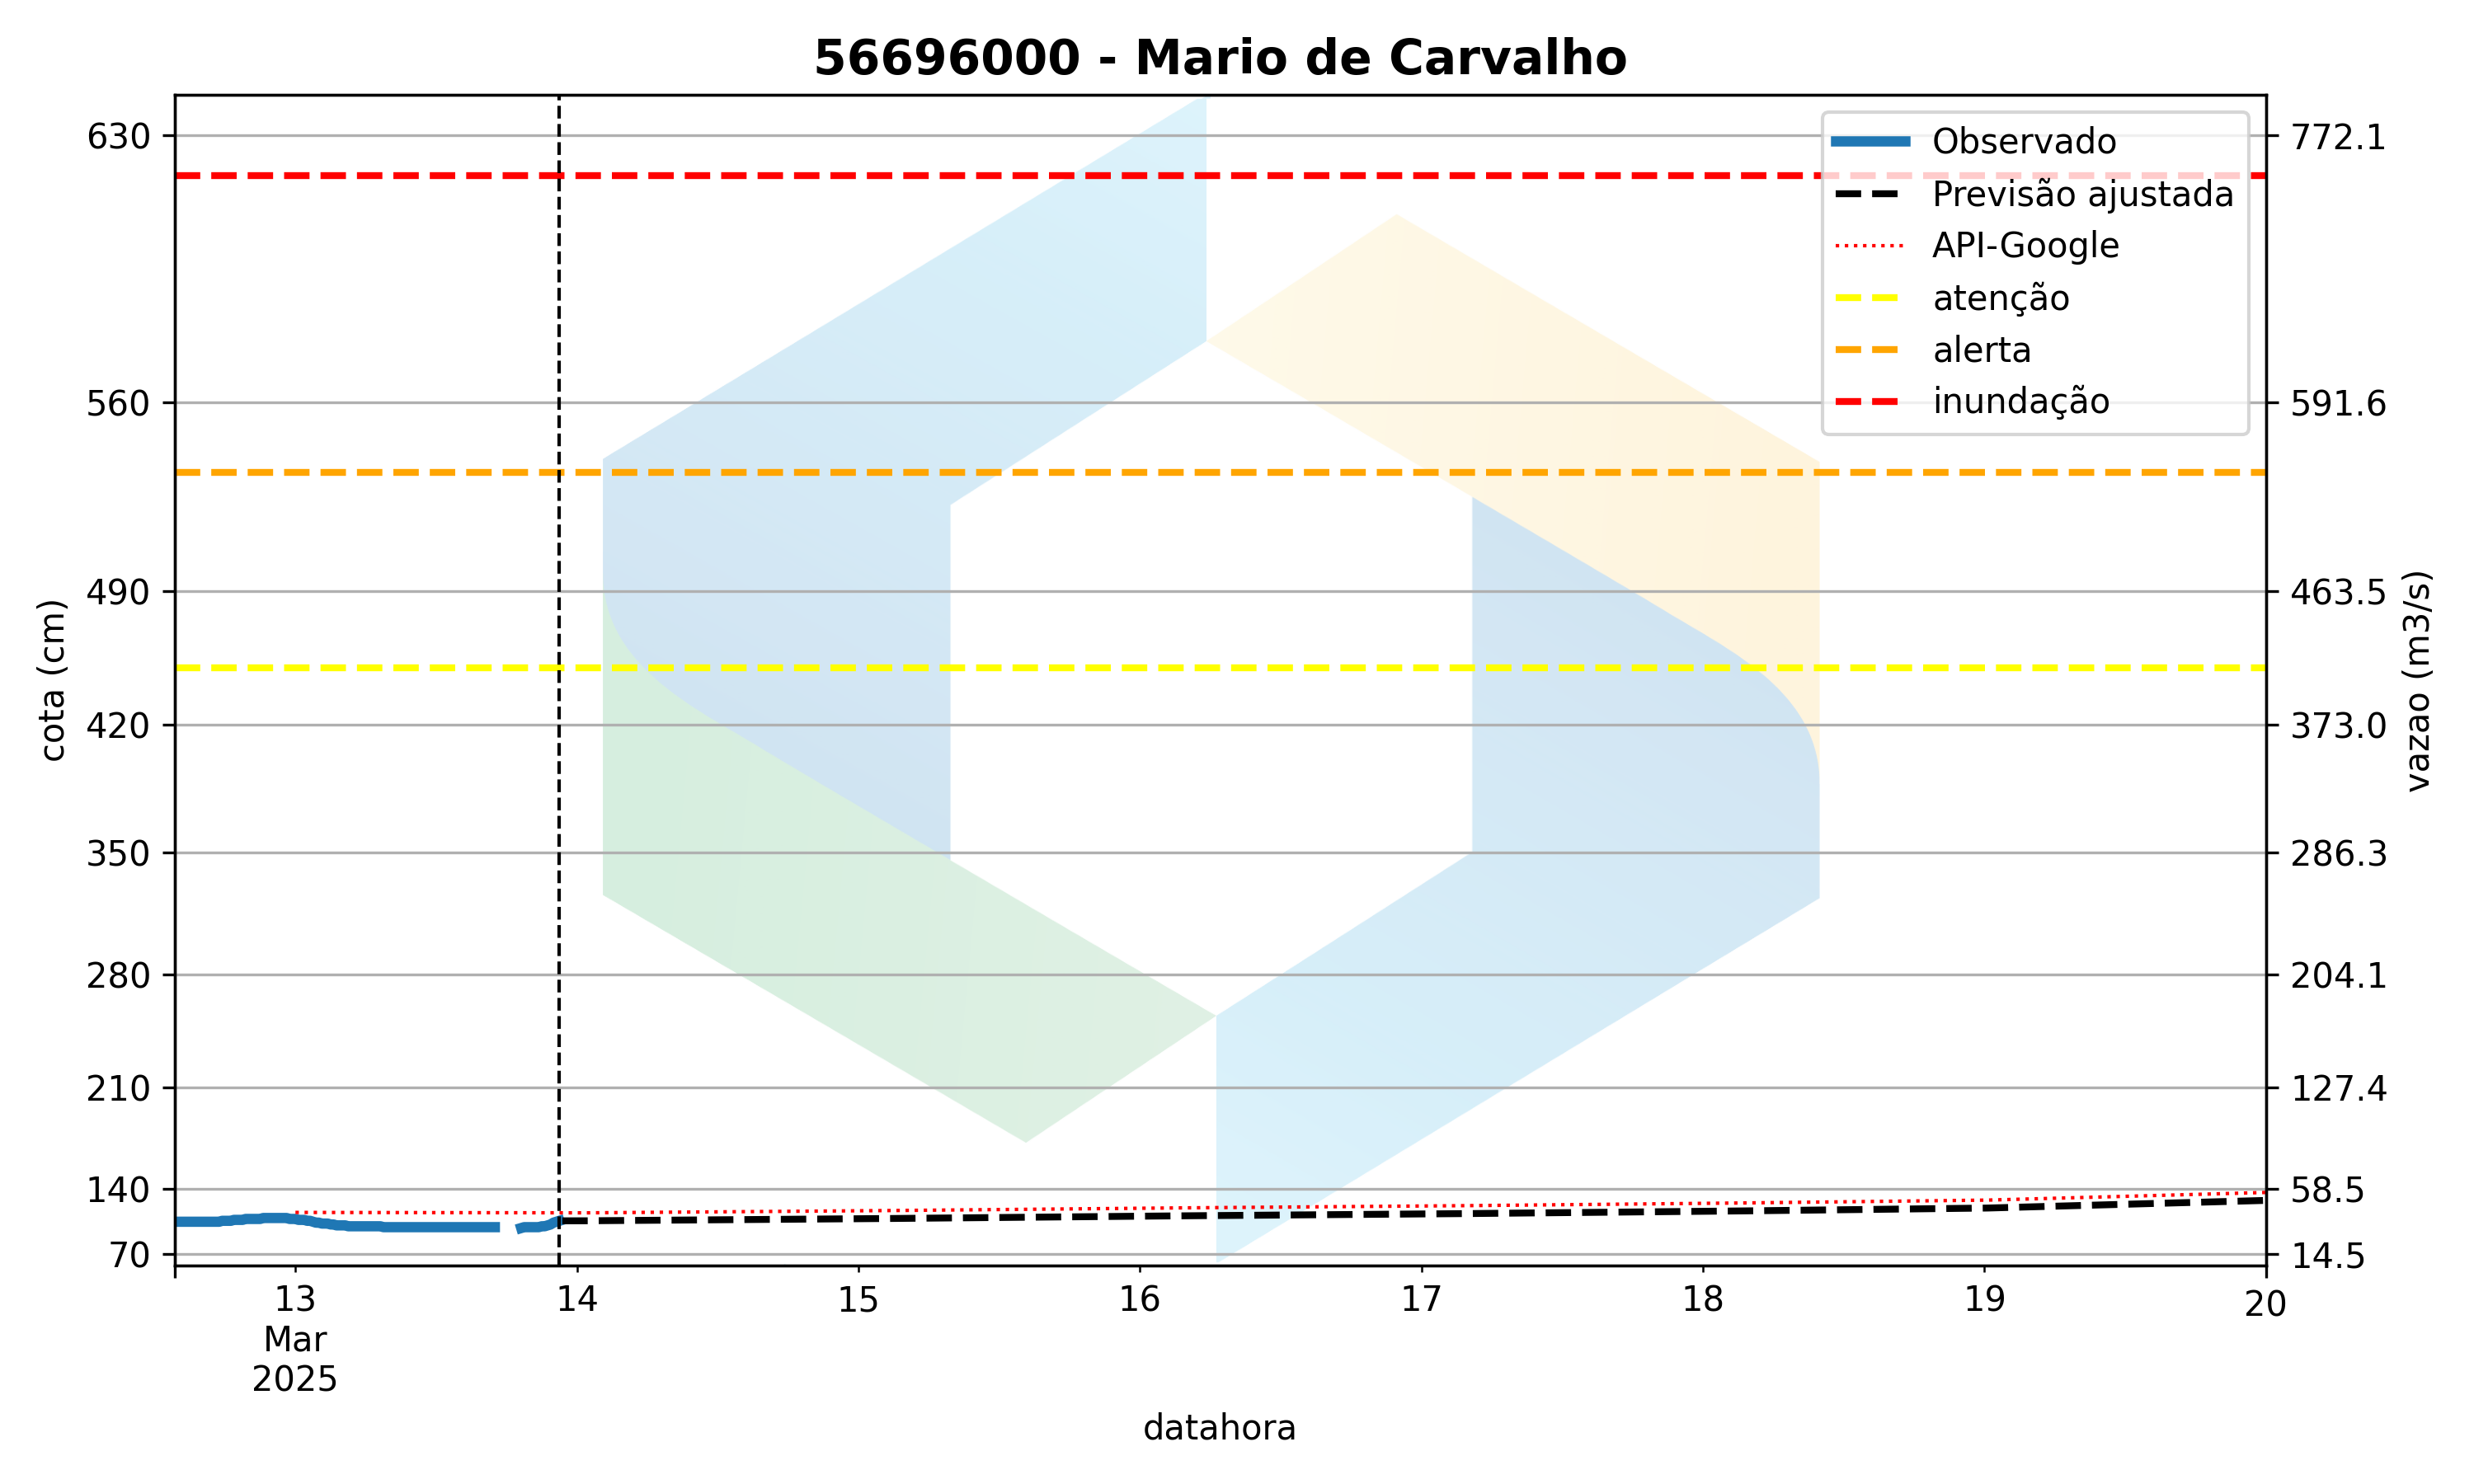 56696000 - Mario de Carvalho
630
560
490
420
350
280
210
140
70
cota (cm)
772.1
591.6
463.5
373.0
286.3
204.1
127.4
58.5
14.5
vazao (m3/s)
Observado
Previsão ajustada
API-Google
atenção
alerta
inundação
13
Mar
2025
14
15
16
17
18
19
20
datahora